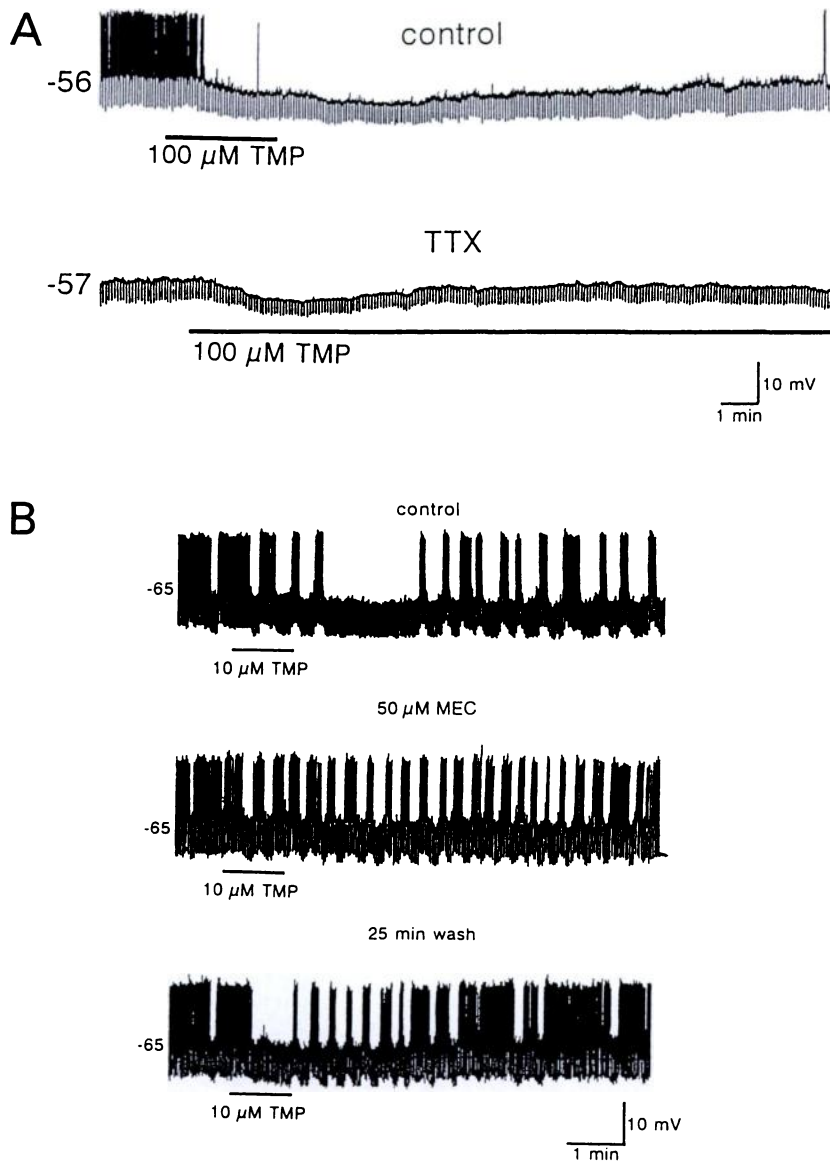 A
control
-56
100 μM TMP
TTX
-57
100 μM TMP
10 mV
1 min
B
control
-65
10 μM TMP
50 μM MEC
-65
10 μM TMP
25 min wash
-65
10 μM TMP
10 mV
1 min